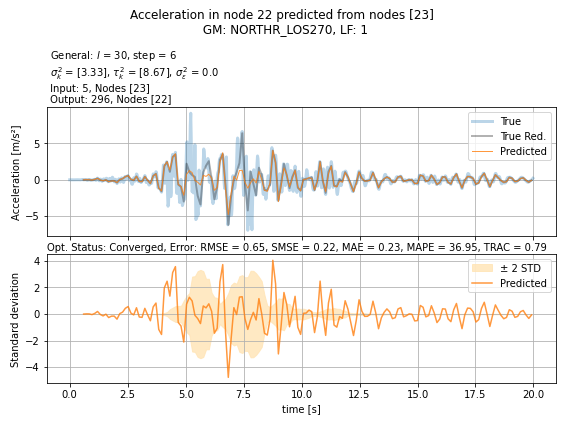 Acceleration in node 22 predicted from nodes [23]
GM: NORTHR_LOS270, LF: 1
General: l = 30, step = 6
σ²ₖ = [3.33], τ²ₖ = [8.67], σ²ε = 0.0
Input: 5, Nodes [23]
Output: 296, Nodes [22]
Acceleration [m/s²]
5
0
−5
True
True Red.
Predicted
Opt. Status: Converged, Error: RMSE = 0.65, SMSE = 0.22, MAE = 0.23, MAPE = 36.95, TRAC = 0.79
Standard deviation
4
2
0
−2
−4
± 2 STD
Predicted
0.0 2.5 5.0 7.5 10.0 12.5 15.0 17.5 20.0
time [s]